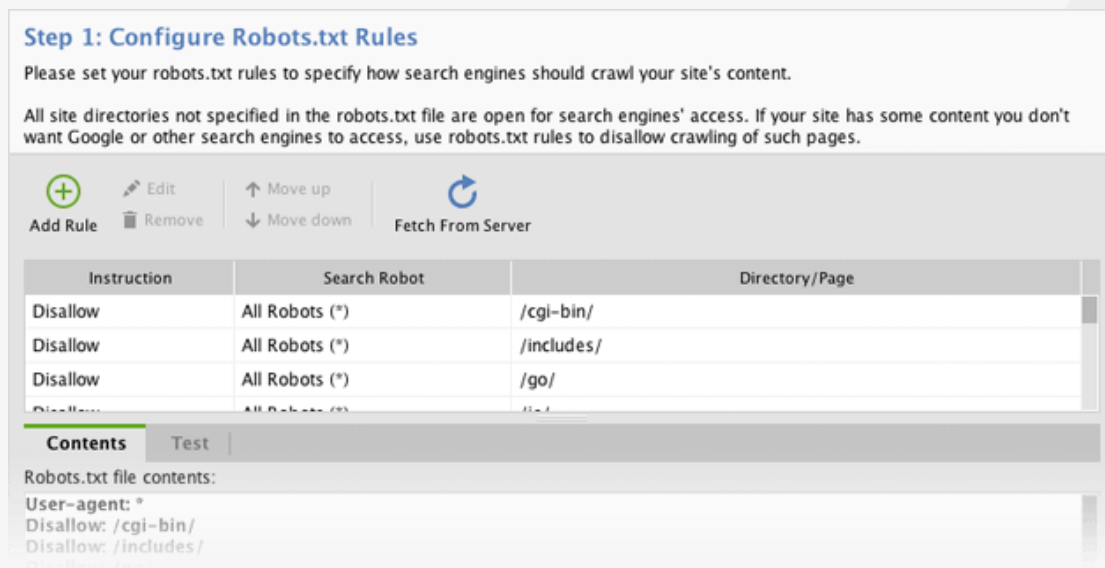 Step 1: Configure Robots.txt Rules
Please set your robots.txt rules to specify how search engines should crawl your site's content.
All site directories not specified in the robots.txt file are open for search engines' access. If your site has some content you don't
want Google or other search engines to access, use robots.txt rules to disallow crawling of such pages.
Edit
Move up
Add Rule
Remove
Move down
Fetch From Server
Instruction Search Robot Directory/Page
Disallow All Robots (*) /cgi-bin/
Disallow All Robots (*) /includes/
Disallow All Robots (*) /go/
Disallow All Robots (*)
Contents Test
Robots.txt file contents:
User-agent: *
Disallow: /cgi-bin/
Disallow: /includes/